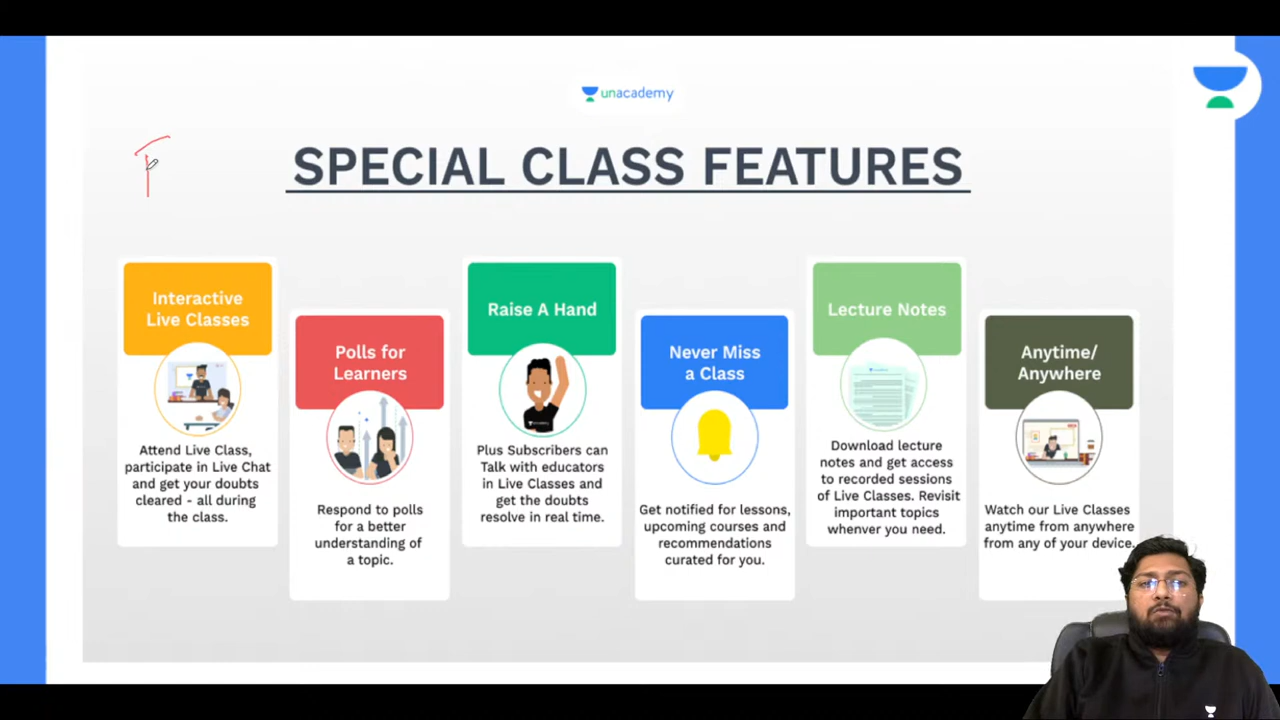 unacademy
SPECIAL CLASS FEATURES
Interactive
Live Classes
Attend Live Class,
participate in Live Chat
and get your doubts
cleared - all during
the class.
Polls for
Learners
Respond to polls
for a better
understanding of
a topic.
Raise A Hand
Plus Subscribers can
Talk with educators
in Live Classes and
get the doubts
resolve in real time.
Never Miss
a Class
Get notified for lessons,
upcoming courses and
recommendations
curated for you.
Lecture Notes
Download lecture
notes and get access
to recorded sessions
of Live Classes. Revisit
important topics
whenver you need.
Anytime/
Anywhere
Watch our Live Classes
anytime from anywhere
from any of your device.